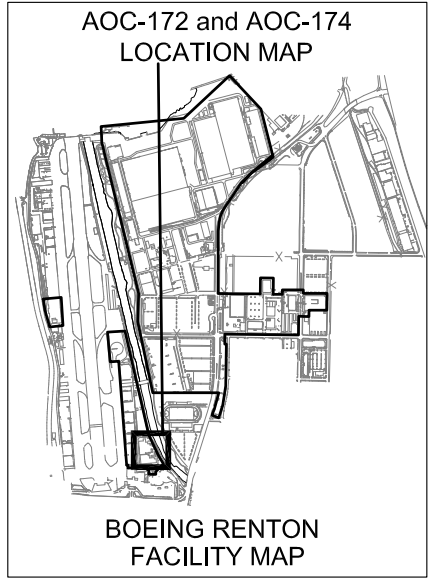 AOC-172 and AOC-174
LOCATION MAP
BOEING RENTON
FACILITY MAP